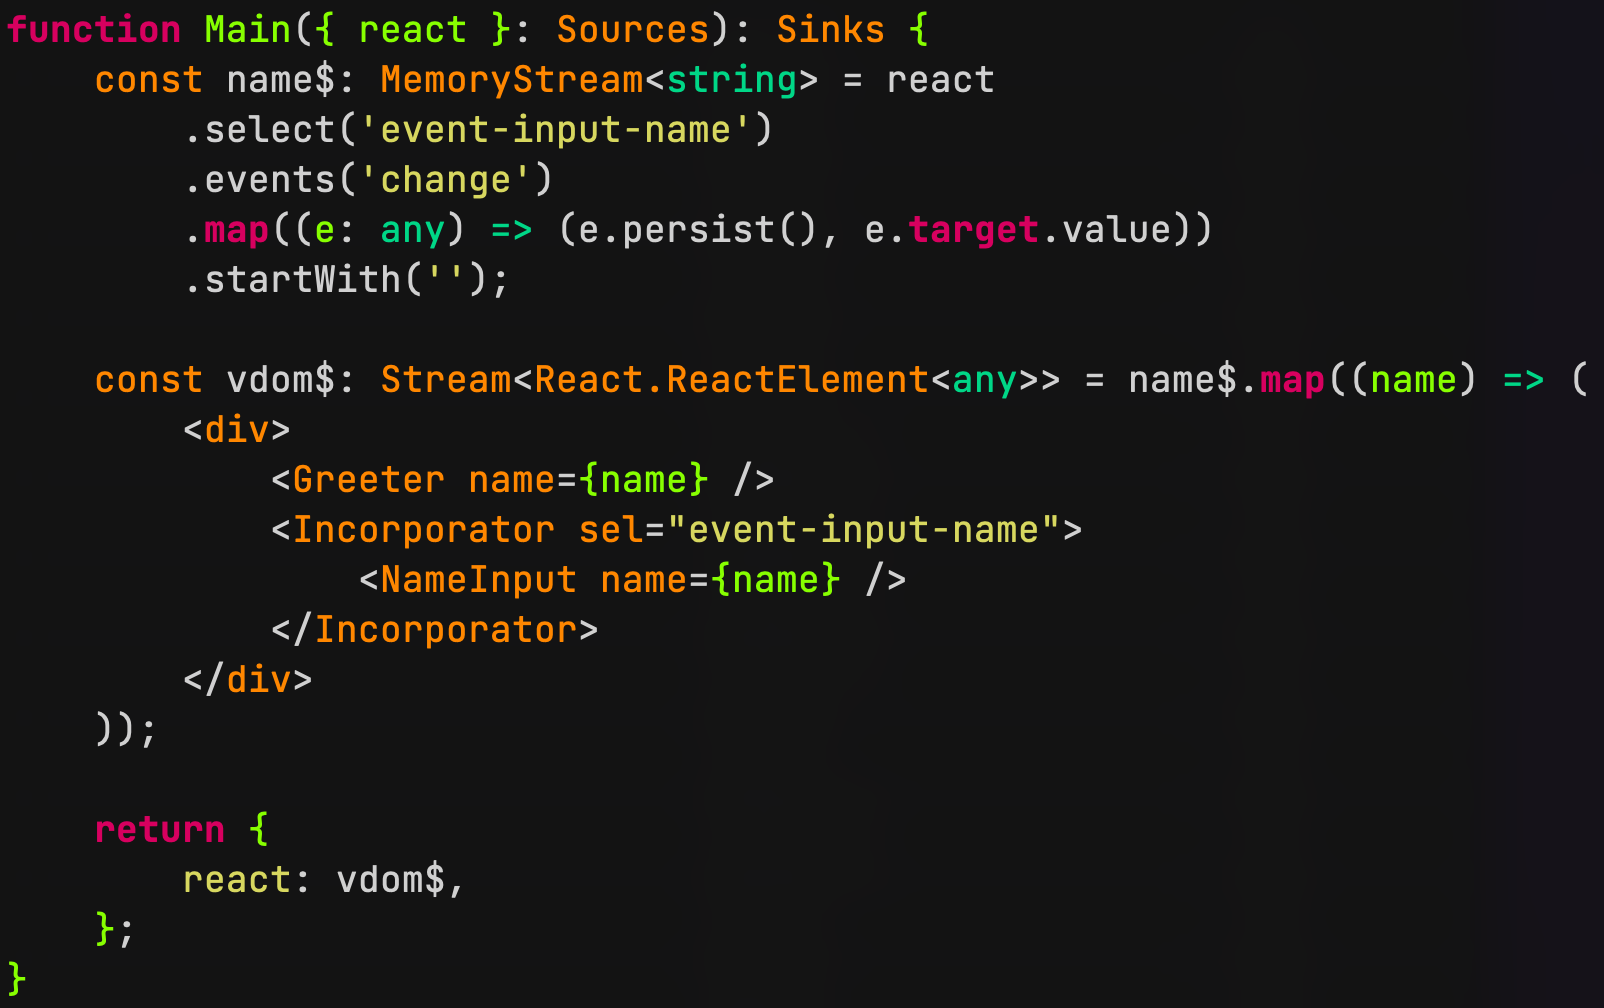 function Main({ react }: Sources): Sinks {
    const name$: MemoryStream<string> = react
        .select('event-input-name')
        .events('change')
        .map((e: any) => (e.persist(), e.target.value))
        .startWith('');

    const vdom$: Stream<React.ReactElement<any>> = name$.map((name) => (
        <div>
            <Greeter name={name} />
            <Incorporator sel="event-input-name">
                <NameInput name={name} />
            </Incorporator>
        </div>
    ));

    return {
        react: vdom$,
    };
}